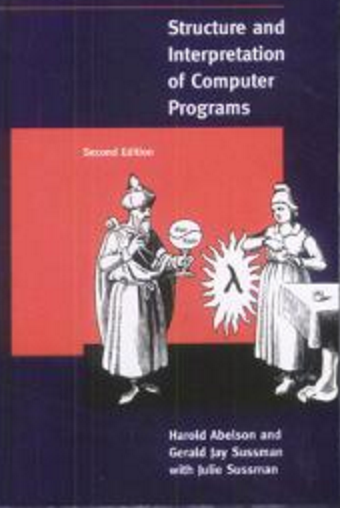 Structure and
Interpretation
of Computer
Programs
Second Edition
λ
Harold Abelson and
Gerald Jay Sussman
with Julie Sussman